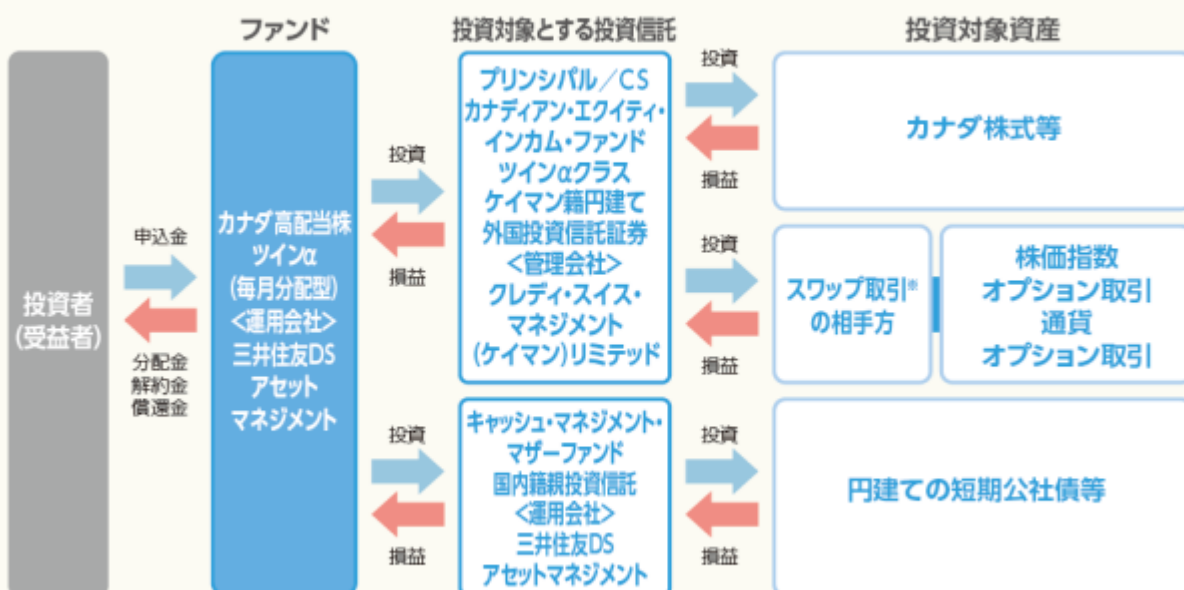 ファンド
投資対象とする投資信託
投資対象資産
投資者
(受益者)
申込金
分配金
解約金
償還金
カナダ高配当株
ツインα
(毎月分配型)
<運用会社>
三井住友DS
アセット
マネジメント
投資
損益
プリンシパル/CS
カナディアン・エクイティ・
インカム・ファンド
ツインαクラス
ケイマン籍円建て
外国投資信託証券
<管理会社>
クレディ・スイス・
マネジメント
(ケイマン)リミテッド
投資
損益
カナダ株式等
投資
損益
スワップ取引※
の相手方
株価指数
オプション取引
通貨
オプション取引
投資
損益
キャッシュ・マネジメント・
マザーファンド
国内籍親投資信託
<運用会社>
三井住友DS
アセットマネジメント
投資
損益
円建ての短期公社債等